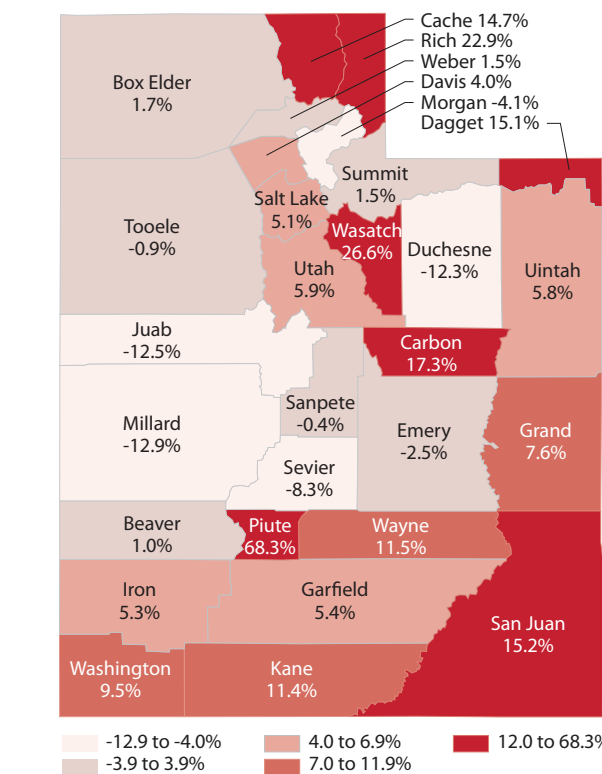 Cache 14.7%
Rich 22.9%
Weber 1.5%
Davis 4.0%
Morgan -4.1%
Dagget 15.1%
Box Elder
1.7%
Summit
1.5%
Salt Lake
5.1%
Tooele
-0.9%
Wasatch
26.6%
Duchesne
-12.3%
Utah
5.9%
Uintah
5.8%
Juab
-12.5%
Carbon
17.3%
Sanpete
-0.4%
Millard
-12.9%
Emery
-2.5%
Grand
7.6%
Sevier
-8.3%
Beaver
1.0%
Piute
68.3%
Wayne
11.5%
Iron
5.3%
Garfield
5.4%
San Juan
15.2%
Washington
9.5%
Kane
11.4%
-12.9 to -4.0%
4.0 to 6.9%
12.0 to 68.3%
-3.9 to 3.9%
7.0 to 11.9%